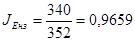 J_Енз = 340/352 = 0,9659